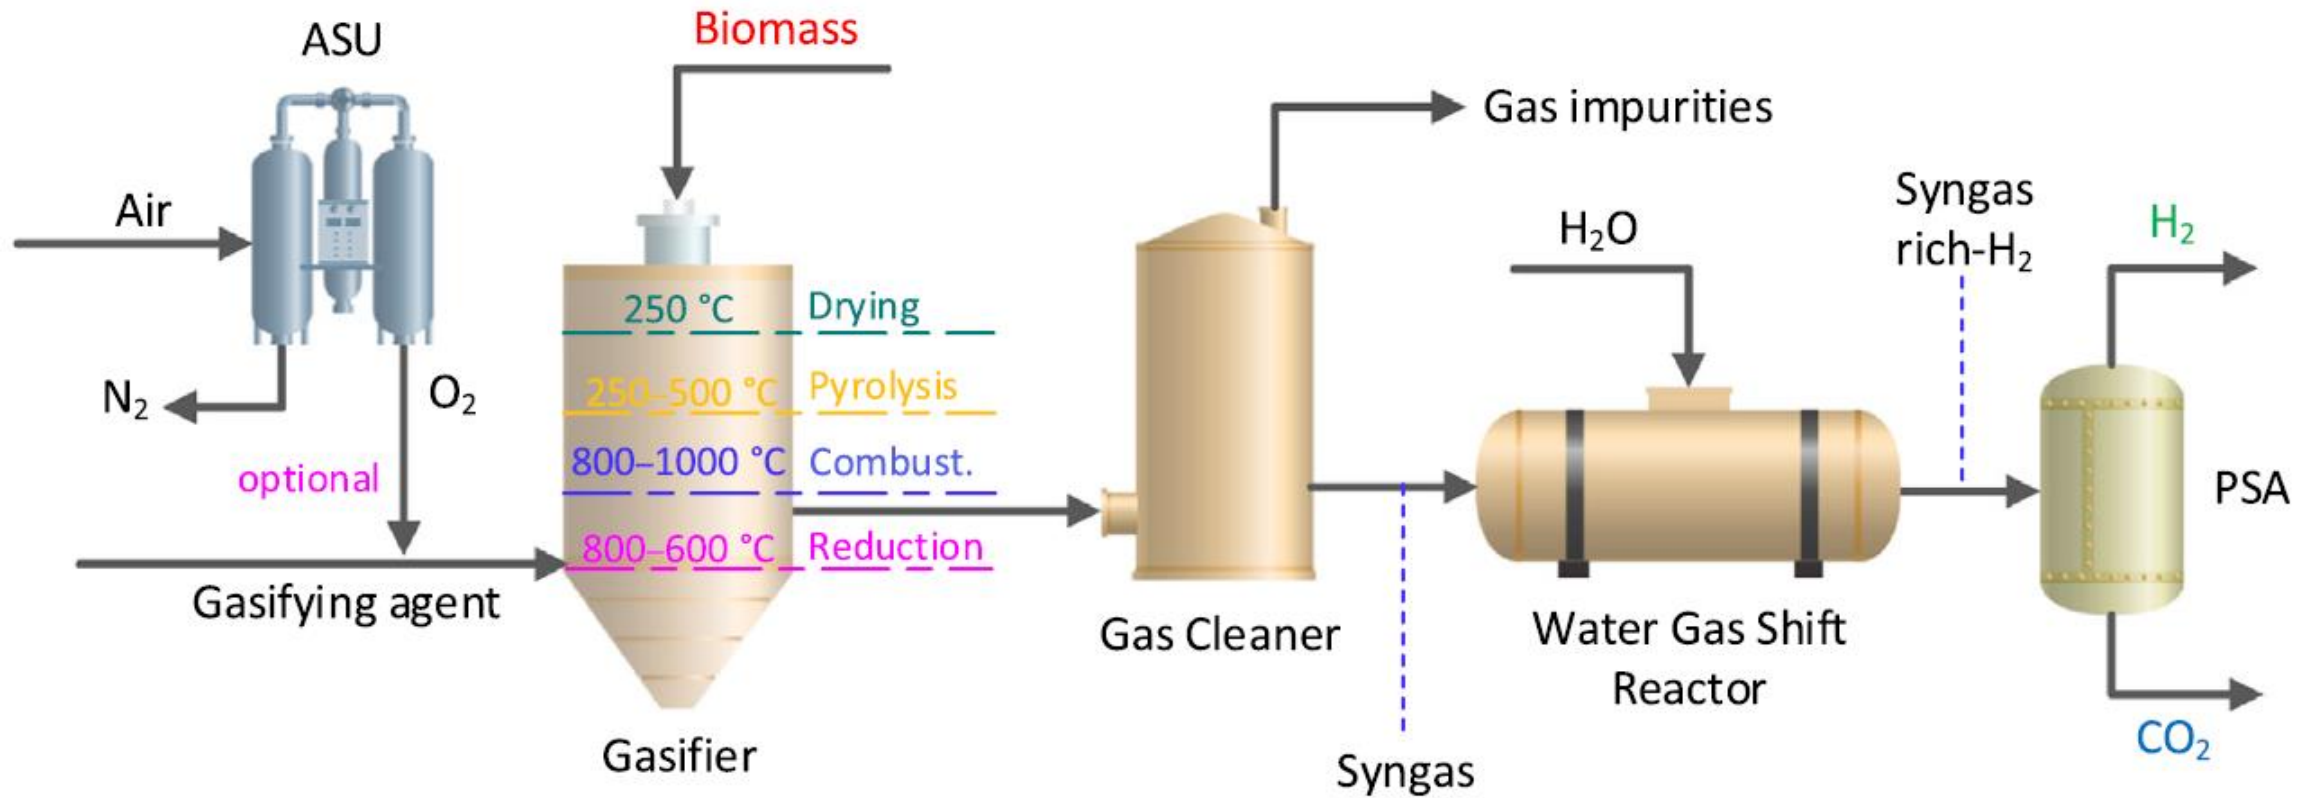 ASU
Biomass
Air
N₂
O₂
optional
Gasifying agent
250 °C Drying
250–500 °C Pyrolysis
800–1000 °C Combust.
800–600 °C Reduction
Gasifier
Gas impurities
Gas Cleaner
Syngas
H₂O
Water Gas Shift
Reactor
Syngas
rich-H₂
H₂
PSA
CO₂